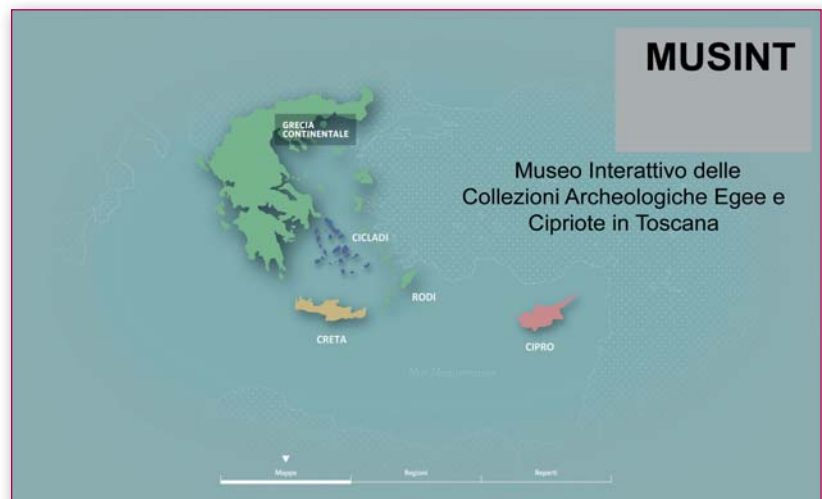 MUSINT
Museo Interattivo delle
Collezioni Archeologiche Egee e
Cipriote in Toscana
GRECIA
CONTINENTALE
CICLADI
RODI
CRETA
CIPRO
Mappe
Regioni
Reperti